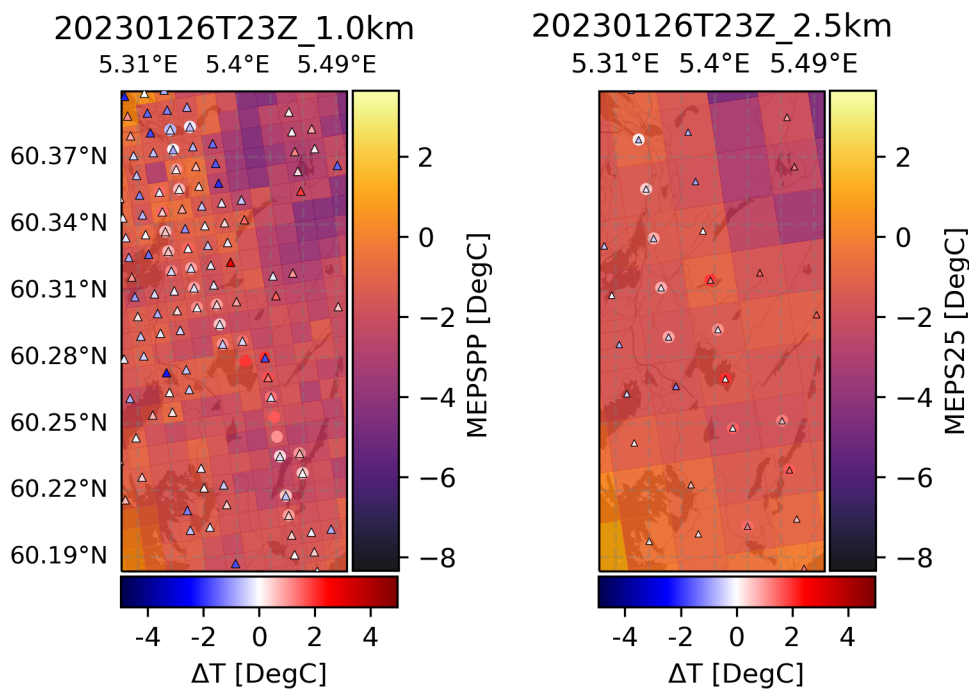 20230126T23Z_1.0km
5.31°E 5.4°E 5.49°E
60.37°N
60.34°N
60.31°N
60.28°N
60.25°N
60.22°N
60.19°N
2
0
−2
−4
−6
−8
MEPSPP [DegC]
-4 -2 0 2 4
ΔT [DegC]
20230126T23Z_2.5km
5.31°E 5.4°E 5.49°E
2
0
−2
−4
−6
−8
MEPS25 [DegC]
-4 -2 0 2 4
ΔT [DegC]